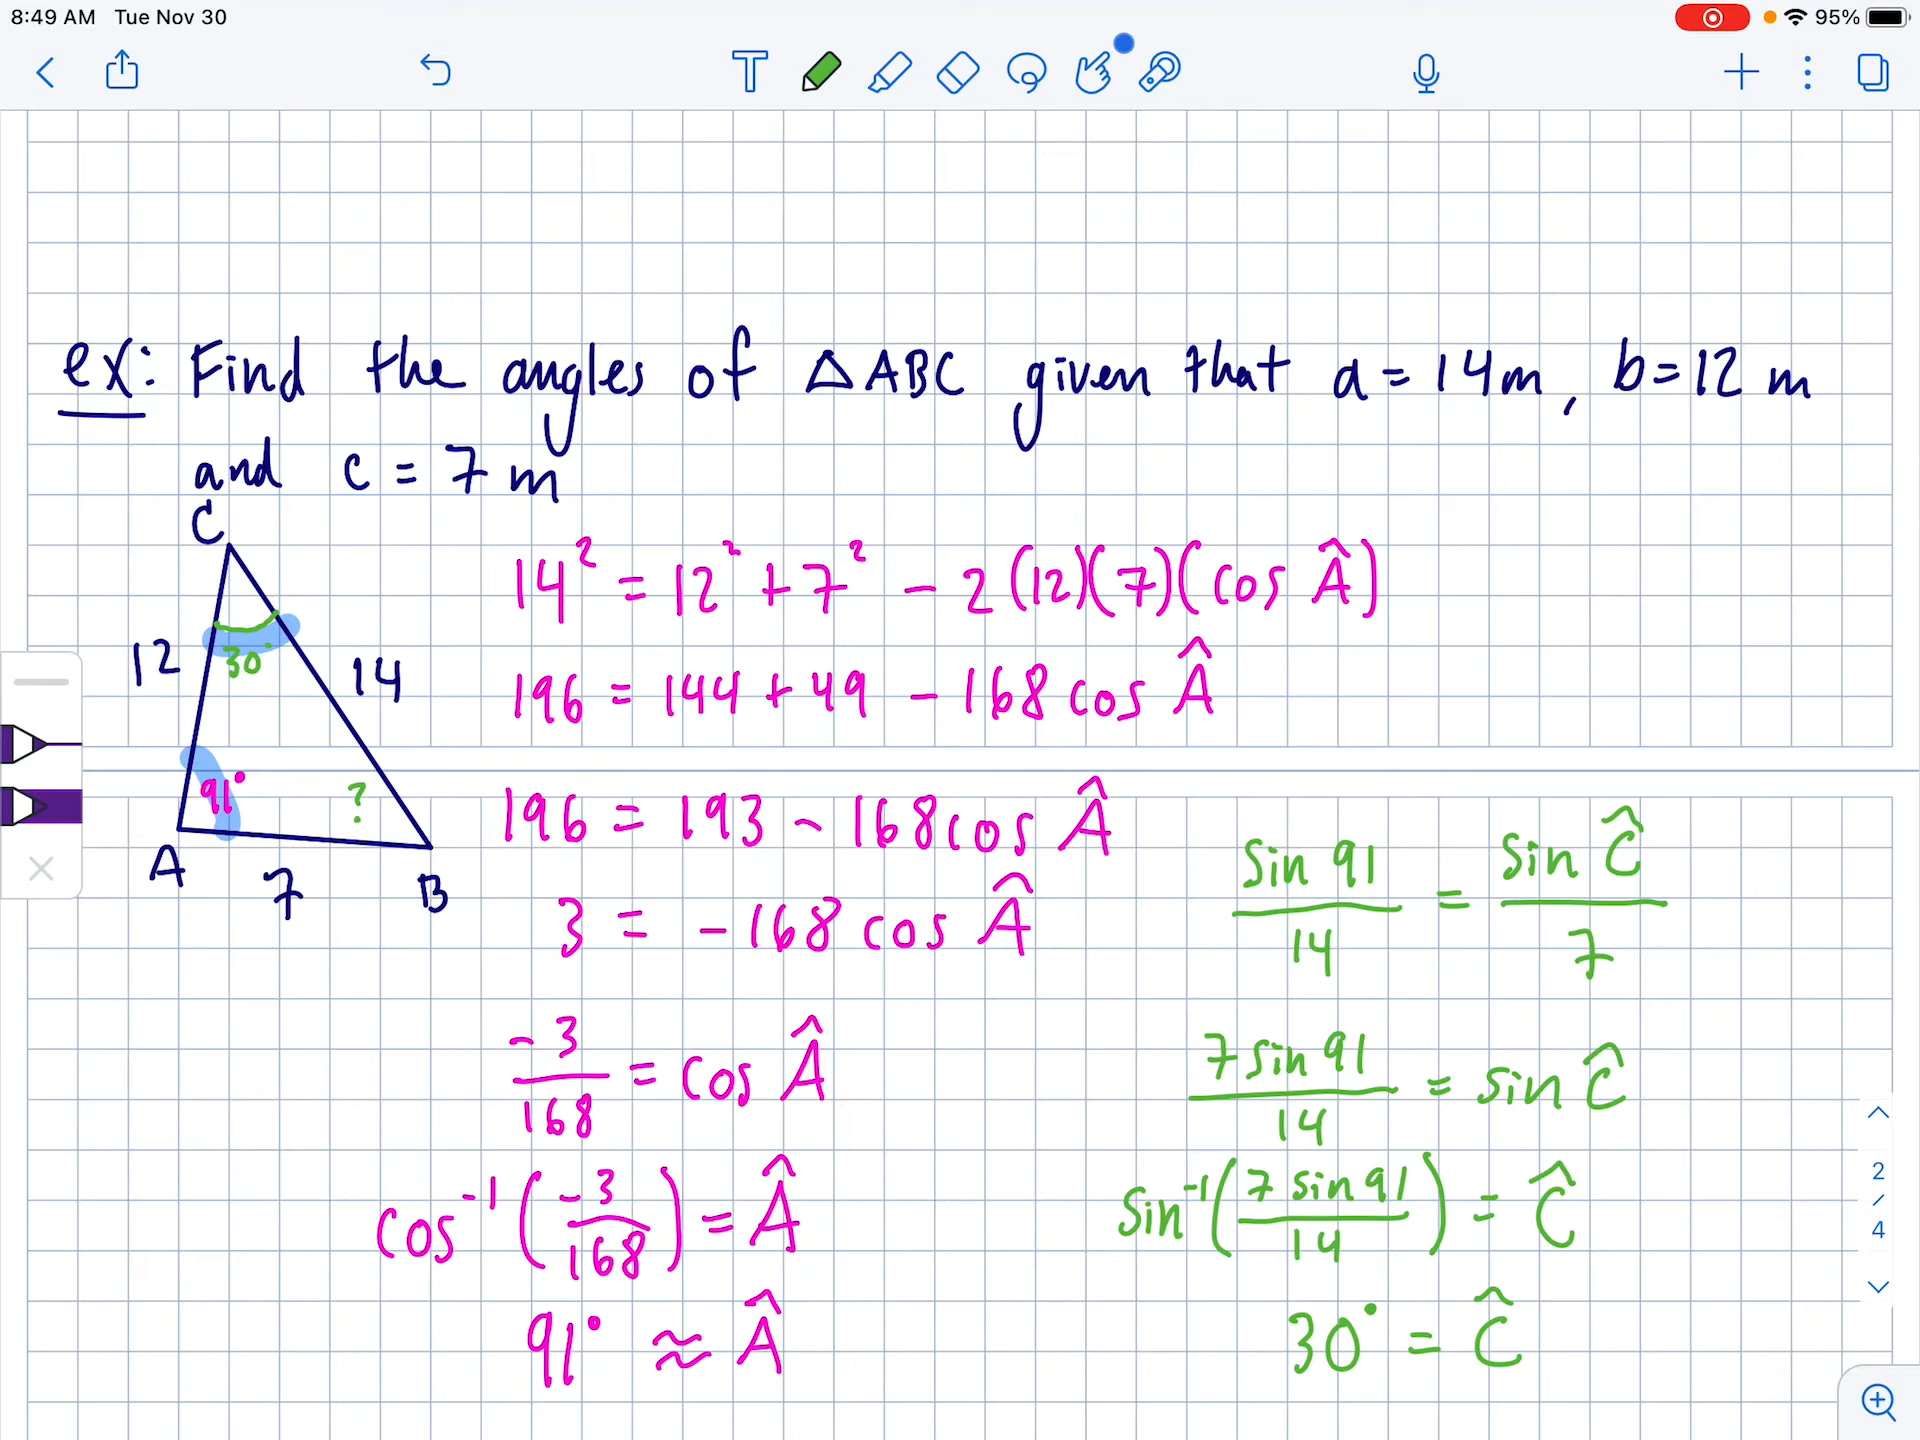 8:49 AM Tue Nov 30
95%
ex: Find the angles of △ABC given that a = 14m, b = 12 m
and c = 7 m
C
12
30°
14
91°
?
A
7
B
14² = 12² + 7² - 2(12)(7)(cos Â)
196 = 144 + 49 - 168 cos Â
196 = 193 - 168 cos Â
3 = -168 cos Â
-3/168 = cos Â
cos⁻¹(-3/168) = Â
91° ≈ Â
sin 91/14 = sin Ĉ/7
7 sin 91/14 = sin Ĉ
sin⁻¹(7 sin 91/14) = Ĉ
30° = Ĉ
2
/
4